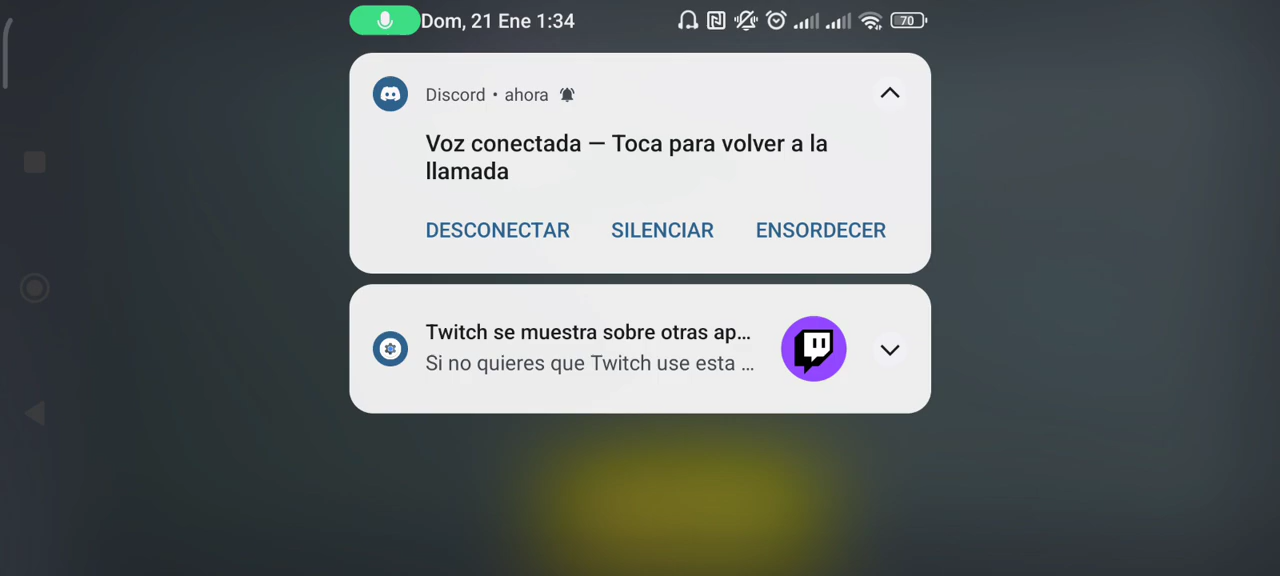 Dom, 21 Ene 1:34
70
Discord • ahora
Voz conectada — Toca para volver a la
llamada
DESCONECTAR SILENCIAR ENSORDECER
Twitch se muestra sobre otras ap...
Si no quieres que Twitch use esta ...